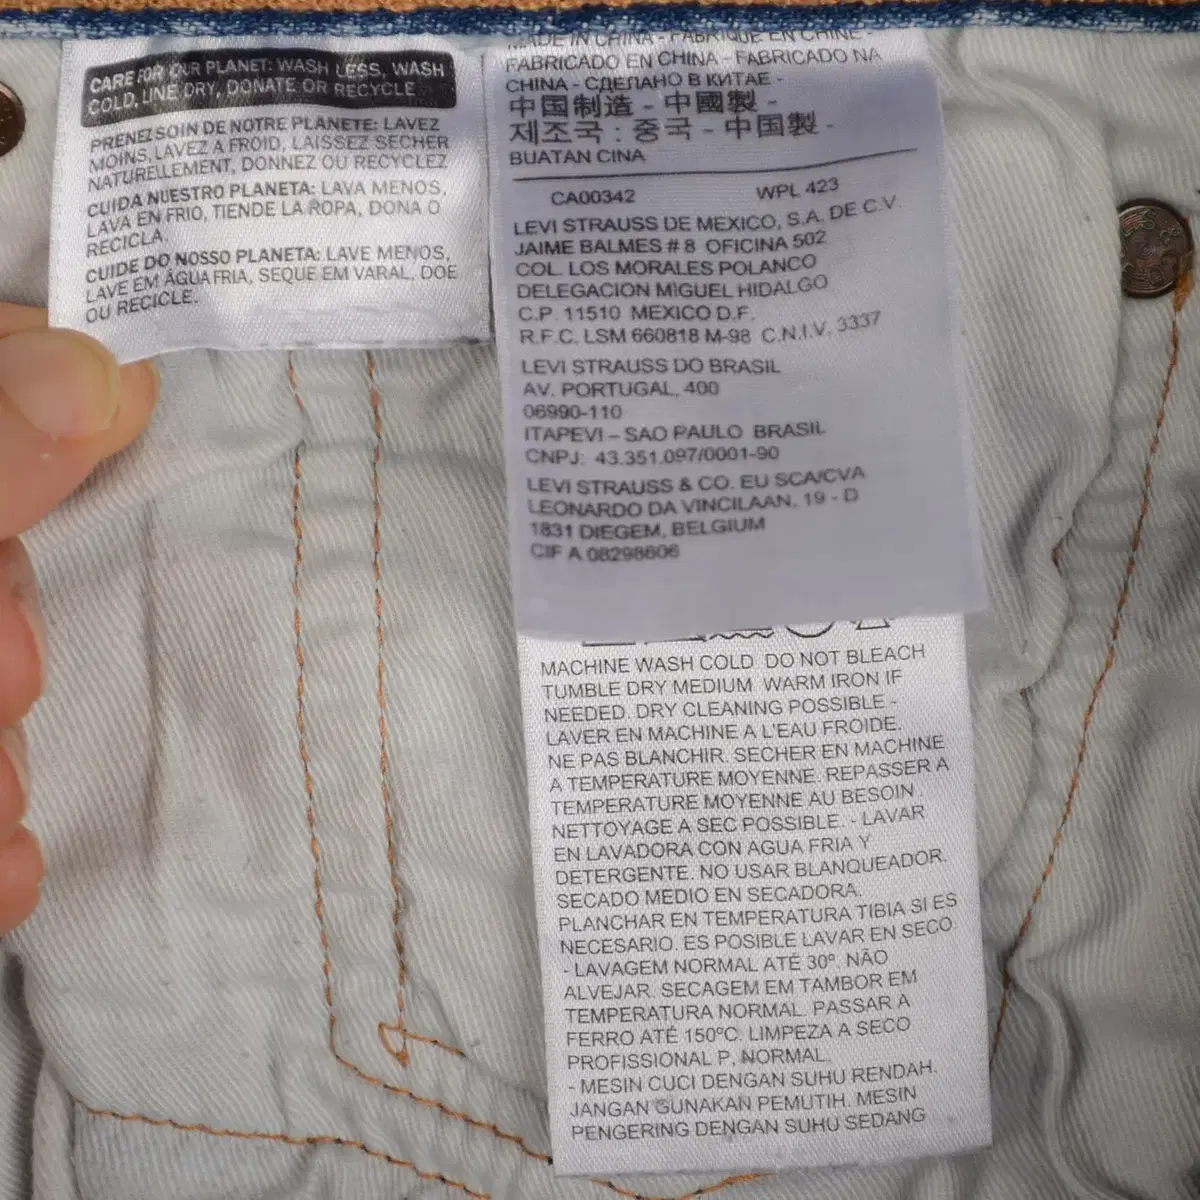 CARE FOR OUR PLANET: WASH LESS, WASH
COLD, LINE DRY, DONATE OR RECYCLE
PRENEZ SOIN DE NOTRE PLANETE: LAVEZ
MOINS, LAVEZ A FROID, LAISSEZ SECHER
NATURELLEMENT, DONNEZ OU RECYCLEZ
CUIDA NUESTRO PLANETA: LAVA MENOS,
LAVA EN FRIO, TIENDE LA ROPA, DONA O
RECICLA.
CUIDE DO NOSSO PLANETA: LAVE MENOS,
LAVE EM ÁGUA FRIA, SEQUE EM VARAL, DOE
OU RECICLE.
MADE IN CHINA - FABRIQUE EN CHINE -
FABRICADO EN CHINA - FABRICADO NA
CHINA - СДЕЛАНО В КИТАЕ -
中国制造 - 中國製 -
제조국 : 중국 - 中国製 -
BUATAN CINA
CA00342 WPL 423
LEVI STRAUSS DE MEXICO, S.A. DE C.V.
JAIME BALMES # 8 OFICINA 502
COL. LOS MORALES POLANCO
DELEGACION MIGUEL HIDALGO
C.P. 11510 MEXICO D.F.
R.F.C. LSM 660818 M-98 C.N.I.V. 3337
LEVI STRAUSS DO BRASIL
AV. PORTUGAL, 400
06990-110
ITAPEVI – SAO PAULO BRASIL
CNPJ: 43.351.097/0001-90
LEVI STRAUSS & CO. EU SCA/CVA
LEONARDO DA VINCILAAN, 19 - D
1831 DIEGEM, BELGIUM
CIF A 08298606
MACHINE WASH COLD DO NOT BLEACH
TUMBLE DRY MEDIUM WARM IRON IF
NEEDED. DRY CLEANING POSSIBLE -
LAVER EN MACHINE A L'EAU FROIDE.
NE PAS BLANCHIR. SECHER EN MACHINE
A TEMPERATURE MOYENNE. REPASSER A
TEMPERATURE MOYENNE AU BESOIN
NETTOYAGE A SEC POSSIBLE. - LAVAR
EN LAVADORA CON AGUA FRIA Y
DETERGENTE. NO USAR BLANQUEADOR.
SECADO MEDIO EN SECADORA.
PLANCHAR EN TEMPERATURA TIBIA SI ES
NECESARIO. ES POSIBLE LAVAR EN SECO
- LAVAGEM NORMAL ATÉ 30º. NÃO
ALVEJAR. SECAGEM EM TAMBOR EM
TEMPERATURA NORMAL. PASSAR A
FERRO ATÉ 150ºC. LIMPEZA A SECO
PROFISSIONAL P, NORMAL.
- MESIN CUCI DENGAN SUHU RENDAH.
JANGAN GUNAKAN PEMUTIH. MESIN
PENGERING DENGAN SUHU SEDANG